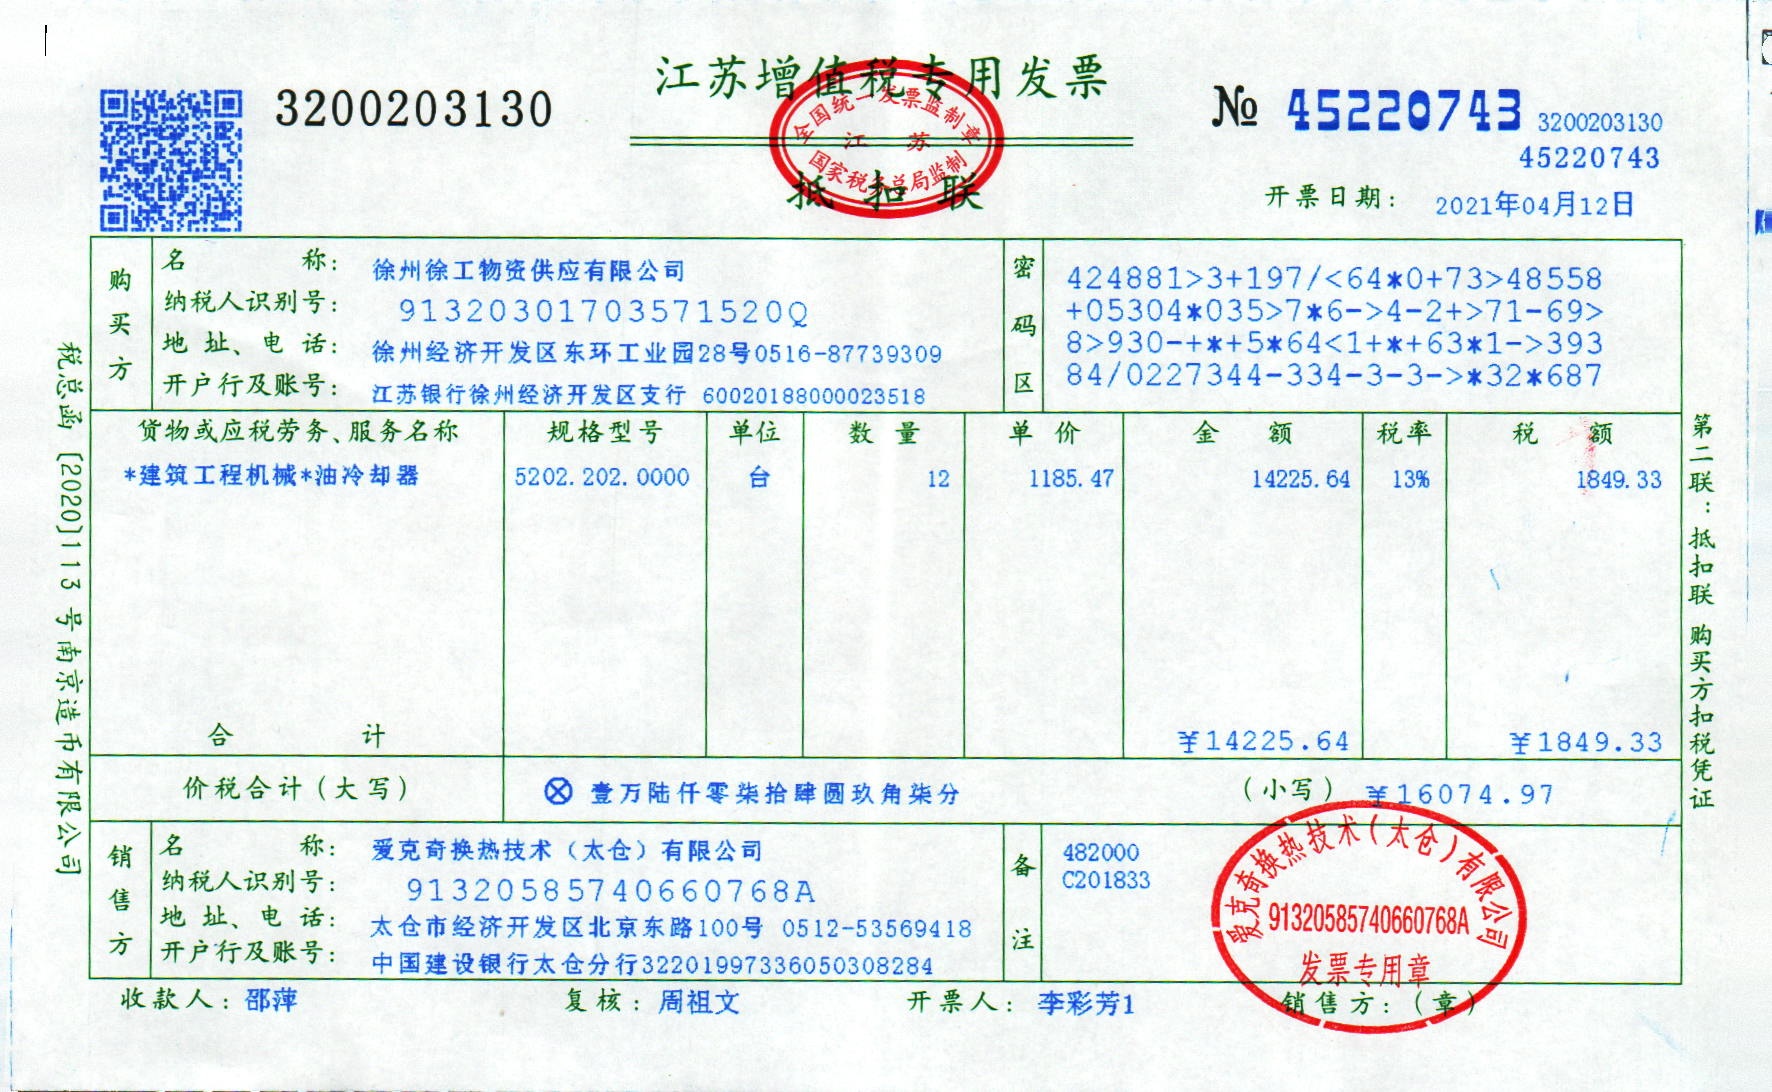 3200203130
江苏增值税专用发票
全国统一发票监制章
江苏
国家税务总局监制
抵扣联
№ 45220743 3200203130
45220743
开票日期: 2021年04月12日
购买方
名称: 徐州徐工物资供应有限公司
纳税人识别号: 91320301703571520Q
地址、电话: 徐州经济开发区东环工业园28号0516-87739309
开户行及账号: 江苏银行徐州经济开发区支行 60020188000023518
密码区
424881>3+197/<64*0+73>48558
+05304*035>7*6->4-2+>71-69>
8>930-+*+5*64<1+*+63*1->393
84/0227344-334-3-3->*32*687
货物或应税劳务、服务名称 规格型号 单位 数量 单价 金额 税率 税额
*建筑工程机械*油冷却器 5202.202.0000 台 12 1185.47 14225.64 13% 1849.33
合计 ¥14225.64 ¥1849.33
价税合计(大写) ⊗ 壹万陆仟零柒拾肆圆玖角柒分 (小写) ¥16074.97
销售方
名称: 爱克奇换热技术(太仓)有限公司
纳税人识别号: 91320585740660768A
地址、电话: 太仓市经济开发区北京东路100号 0512-53569418
开户行及账号: 中国建设银行太仓分行32201997336050308284
备注
482000
C201833
爱克奇换热技术(太仓)有限公司
91320585740660768A
发票专用章
收款人: 邵萍 复核: 周祖文 开票人: 李彩芳1 销售方: (章)
税总函[2020]113号南京造币有限公司
第二联: 抵扣联 购买方扣税凭证